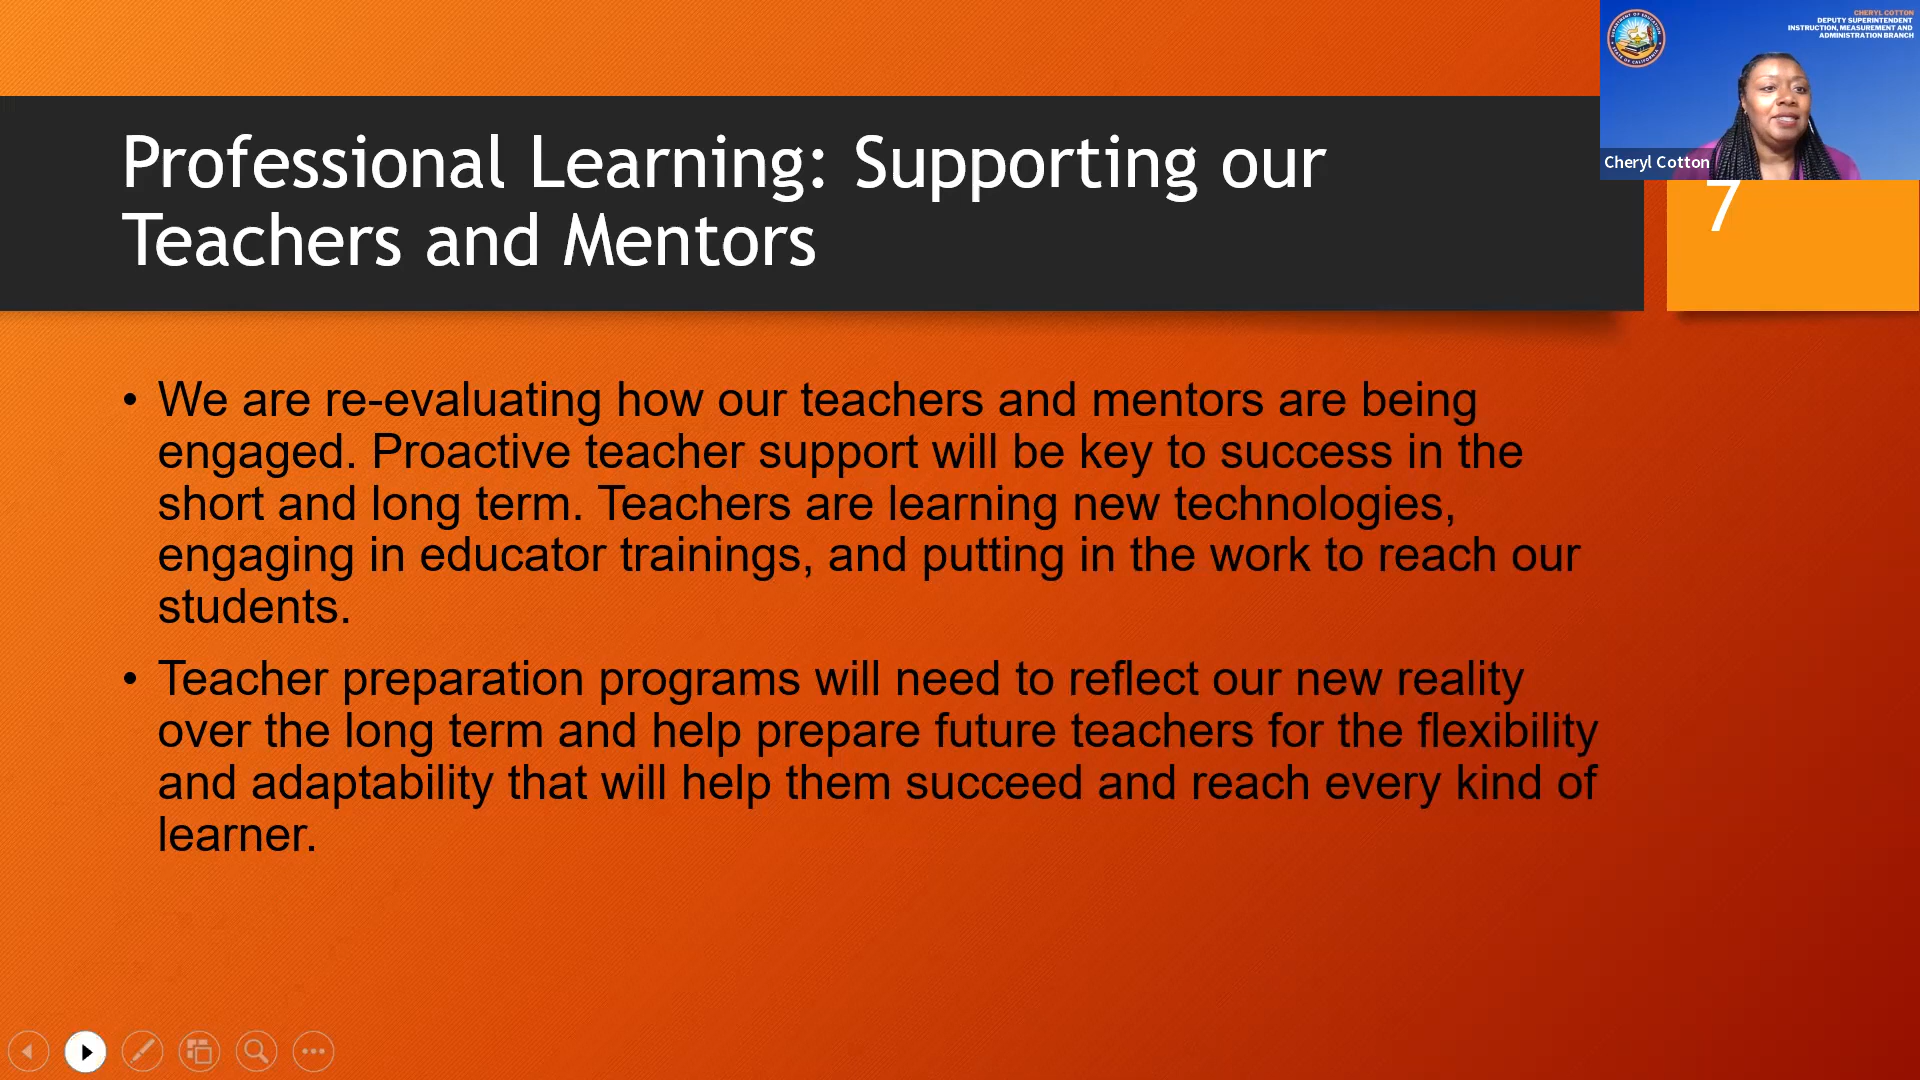 CHERYL COTTON
DEPUTY SUPERINTENDENT
INSTRUCTION, MEASUREMENT AND
ADMINISTRATION BRANCH
Cheryl Cotton
7
Professional Learning: Supporting our
Teachers and Mentors
• We are re-evaluating how our teachers and mentors are being
engaged. Proactive teacher support will be key to success in the
short and long term. Teachers are learning new technologies,
engaging in educator trainings, and putting in the work to reach our
students.
• Teacher preparation programs will need to reflect our new reality
over the long term and help prepare future teachers for the flexibility
and adaptability that will help them succeed and reach every kind of
learner.